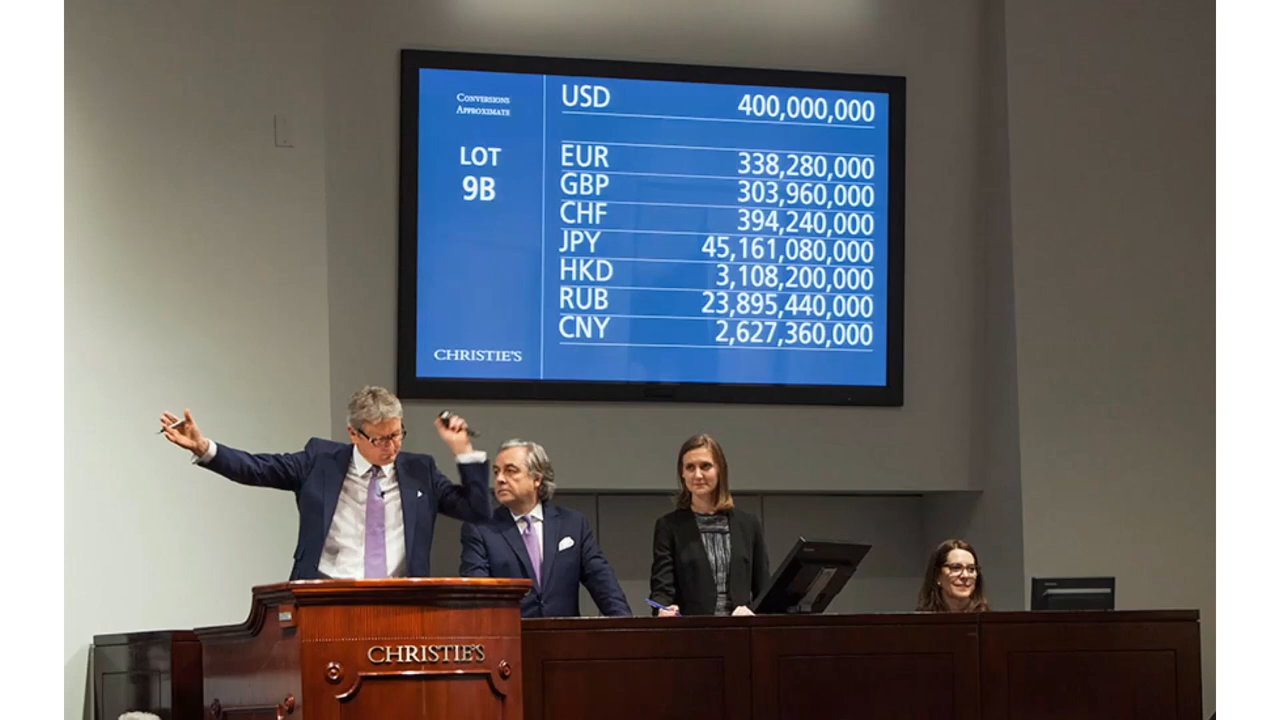 CONVERSIONS
APPROXIMATE
LOT
9B
CHRISTIE'S
USD 400,000,000
EUR 338,280,000
GBP 303,960,000
CHF 394,240,000
JPY 45,161,080,000
HKD 3,108,200,000
RUB 23,895,440,000
CNY 2,627,360,000
CHRISTIE'S